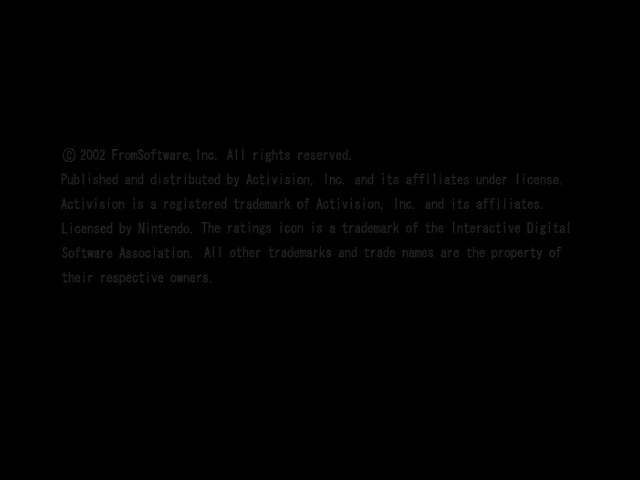 © 2002 FromSoftware,Inc. All rights reserved.
Published and distributed by Activision, Inc. and its affiliates under license.
Activision is a registered trademark of Activision, Inc. and its affiliates.
Licensed by Nintendo. The ratings icon is a trademark of the Interactive Digital
Software Association. All other trademarks and trade names are the property of
their respective owners.